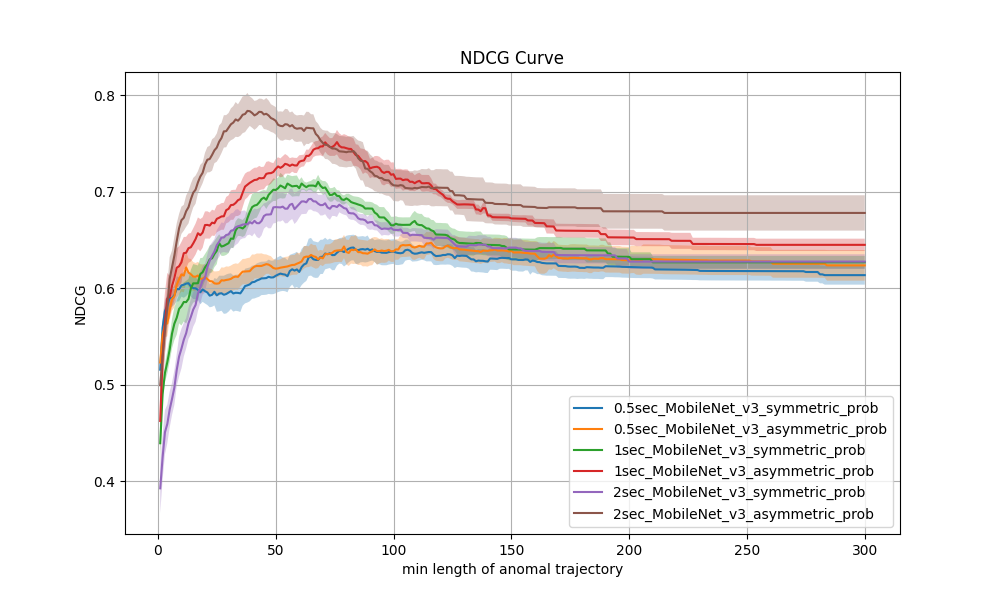 NDCG Curve
0.8
0.7
0.6
0.5
0.4
NDCG
0
50
100
150
200
250
300
min length of anomal trajectory
0.5sec_MobileNet_v3_symmetric_prob
0.5sec_MobileNet_v3_asymmetric_prob
1sec_MobileNet_v3_symmetric_prob
1sec_MobileNet_v3_asymmetric_prob
2sec_MobileNet_v3_symmetric_prob
2sec_MobileNet_v3_asymmetric_prob